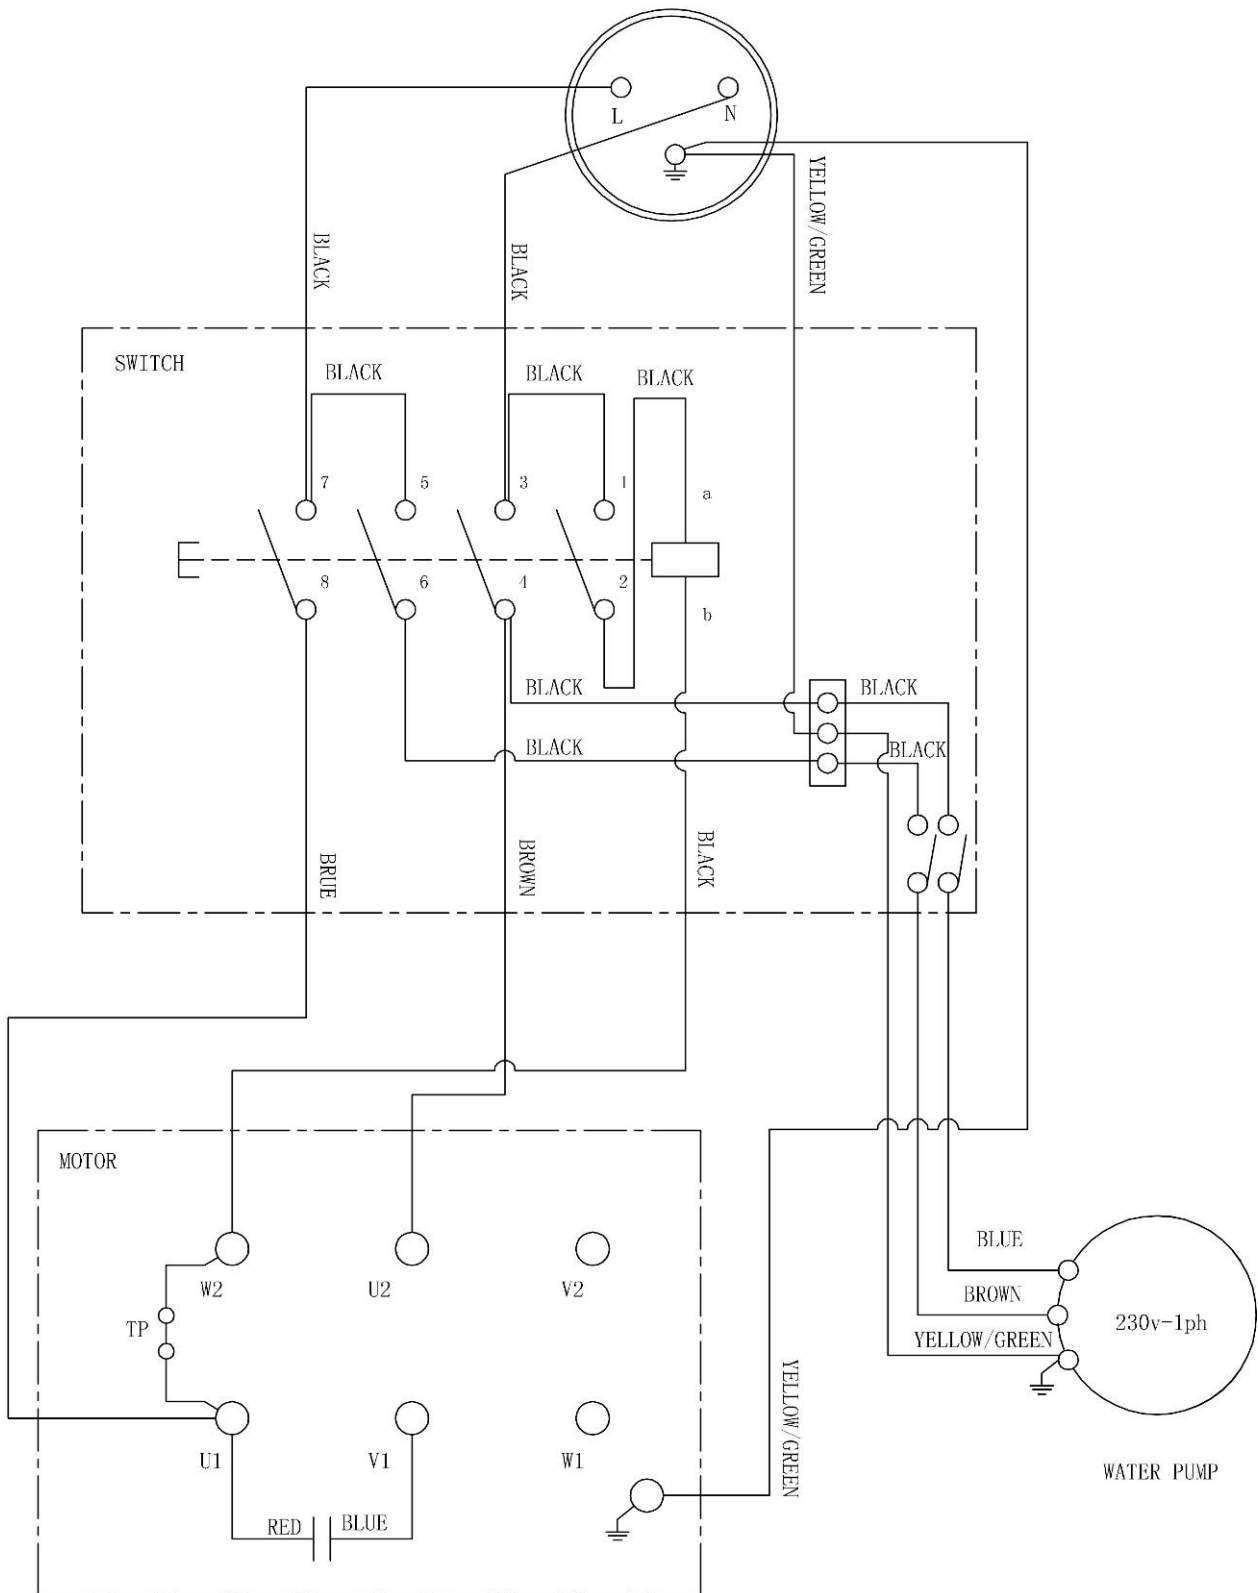 L
N
YELLOW/GREEN
BLACK
BLACK
SWITCH
BLACK
BLACK
BLACK
7
5
3
1
a
8
6
4
2
b
BLACK
BLACK
BLACK
BLACK
BRUE
BROWN
BLACK
MOTOR
BLUE
W2
U2
V2
BROWN
TP
230v-1ph
YELLOW/GREEN
YELLOW/GREEN
U1
V1
W1
WATER PUMP
RED
BLUE